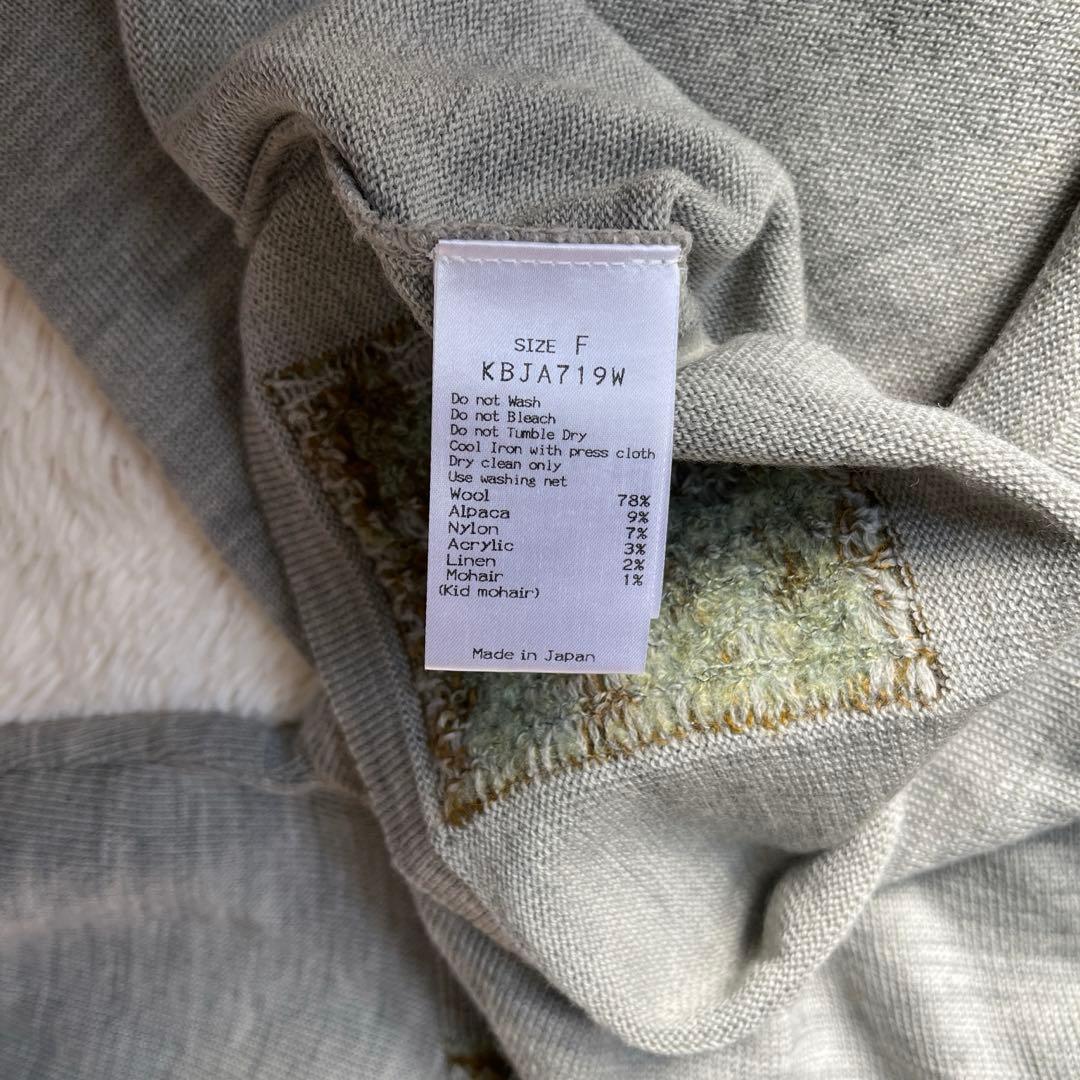 SIZE F
KBJA719W
Do not Wash
Do not Bleach
Do not Tumble Dry
Cool Iron with press cloth
Dry clean only
Use washing net
Wool 78%
Alpaca 9%
Nylon 7%
Acrylic 3%
Linen 2%
Mohair 1%
(Kid mohair)
Made in Japan